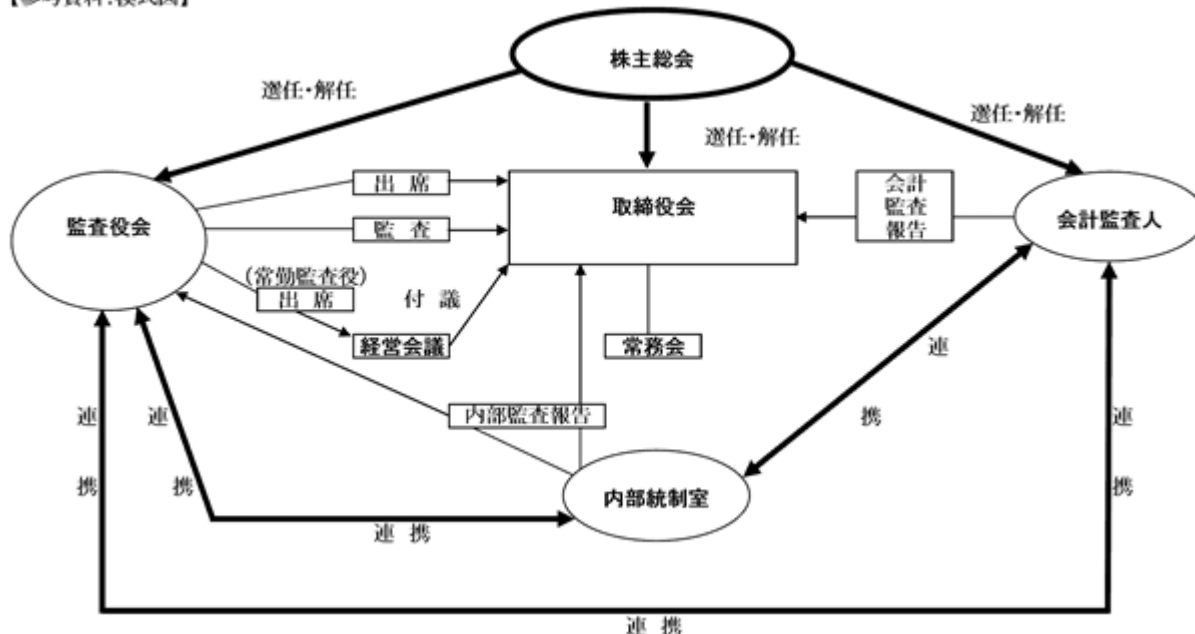 【参考資料:模式図】
株主総会
選任・解任
選任・解任
選任・解任
出 席
監 査
監査役会
取締役会
会計
監査
報告
会計監査人
(常勤監査役)
出 席
付 議
経営会議
常務会
連
携
内部監査報告
連
携
連
携
連
携
内部統制室
連 携
連 携